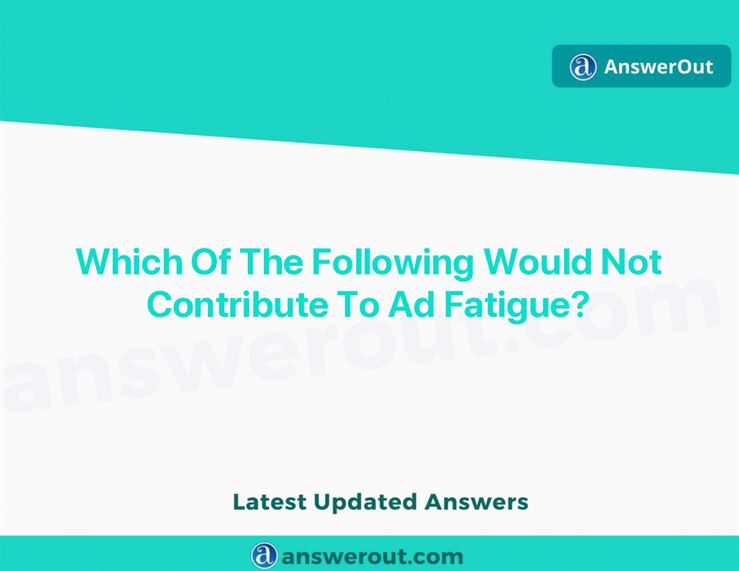 AnswerOut
Which Of The Following Would Not
Contribute To Ad Fatigue?
answerout.com
Latest Updated Answers
answerout.com